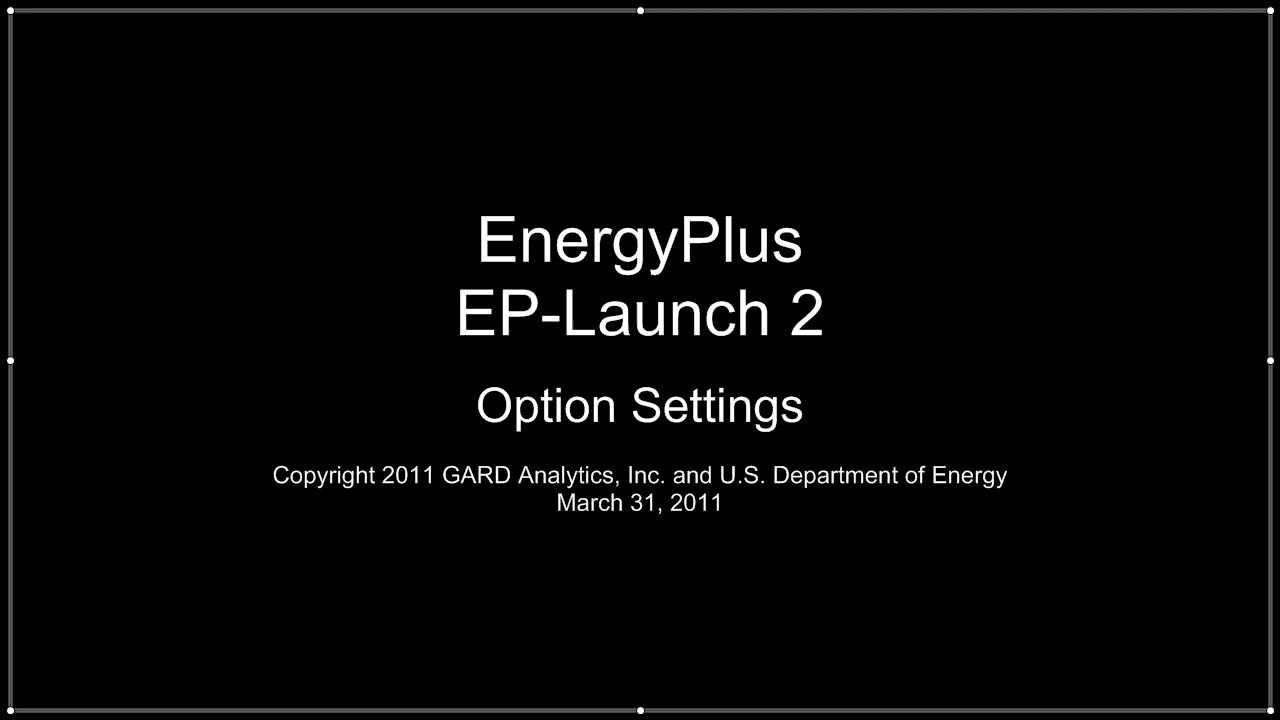 EnergyPlus
EP-Launch 2
Option Settings
Copyright 2011 GARD Analytics, Inc. and U.S. Department of Energy
March 31, 2011